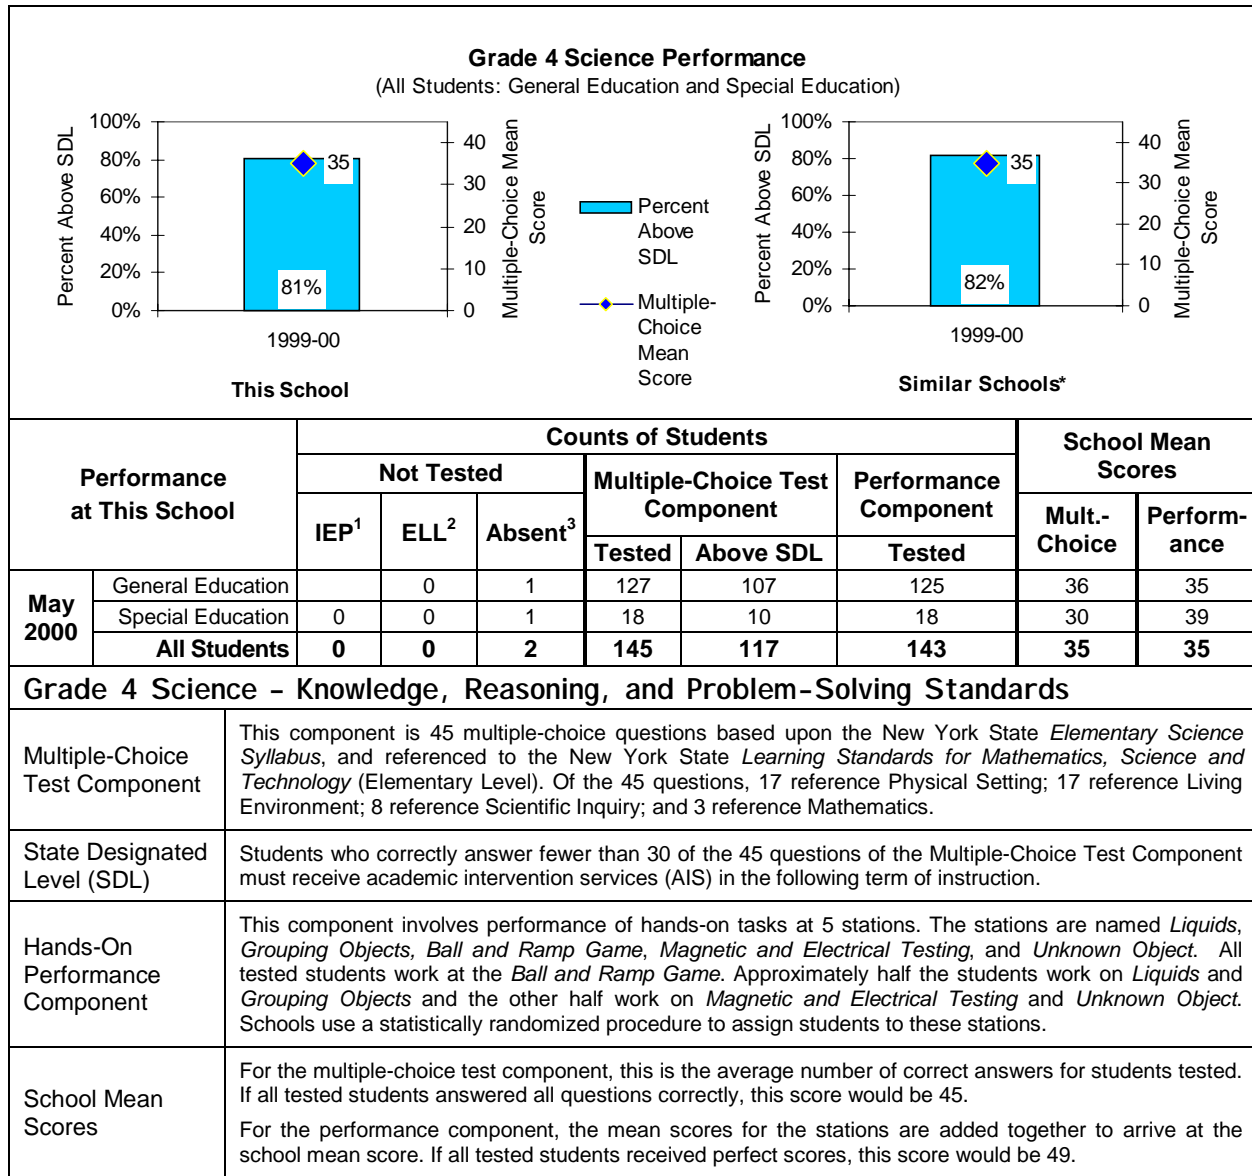 Grade 4 Science Performance
(All Students: General Education and Special Education)
Percent Above SDL
100%
80%
60%
40%
20%
0%
35
81%
40
30
20
10
0
Multiple-Choice Mean
Score
1999-00
This School
Percent
Above
SDL
Multiple-
Choice
Mean
Score
Percent Above SDL
100%
80%
60%
40%
20%
0%
35
82%
40
30
20
10
0
Multiple-Choice Mean
Score
1999-00
Similar Schools*
Performance
at This School
Counts of Students
School Mean
Scores
Not Tested
Multiple-Choice Test
Component
Performance
Component
IEP1 ELL2 Absent3
Mult.-
Choice
Perform-
ance
Tested Above SDL Tested
May
2000
General Education 0 1 127 107 125 36 35
Special Education 0 0 1 18 10 18 30 39
All Students 0 0 2 145 117 143 35 35
Grade 4 Science – Knowledge, Reasoning, and Problem-Solving Standards
Multiple-Choice
Test Component
This component is 45 multiple-choice questions based upon the New York State Elementary Science
Syllabus, and referenced to the New York State Learning Standards for Mathematics, Science and
Technology (Elementary Level). Of the 45 questions, 17 reference Physical Setting; 17 reference Living
Environment; 8 reference Scientific Inquiry; and 3 reference Mathematics.
State Designated
Level (SDL)
Students who correctly answer fewer than 30 of the 45 questions of the Multiple-Choice Test Component
must receive academic intervention services (AIS) in the following term of instruction.
Hands-On
Performance
Component
This component involves performance of hands-on tasks at 5 stations. The stations are named Liquids,
Grouping Objects, Ball and Ramp Game, Magnetic and Electrical Testing, and Unknown Object. All
tested students work at the Ball and Ramp Game. Approximately half the students work on Liquids and
Grouping Objects and the other half work on Magnetic and Electrical Testing and Unknown Object.
Schools use a statistically randomized procedure to assign students to these stations.
School Mean
Scores
For the multiple-choice test component, this is the average number of correct answers for students tested.
If all tested students answered all questions correctly, this score would be 45.
For the performance component, the mean scores for the stations are added together to arrive at the
school mean score. If all tested students received perfect scores, this score would be 49.